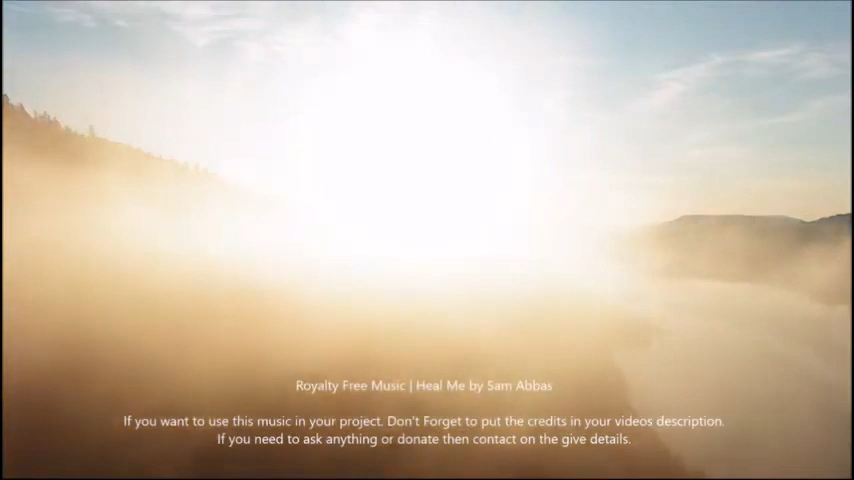 Royalty Free Music | Heal Me by Sam Abbas
If you want to use this music in your project. Don't Forget to put the credits in your videos description.
If you need to ask anything or donate then contact on the give details.